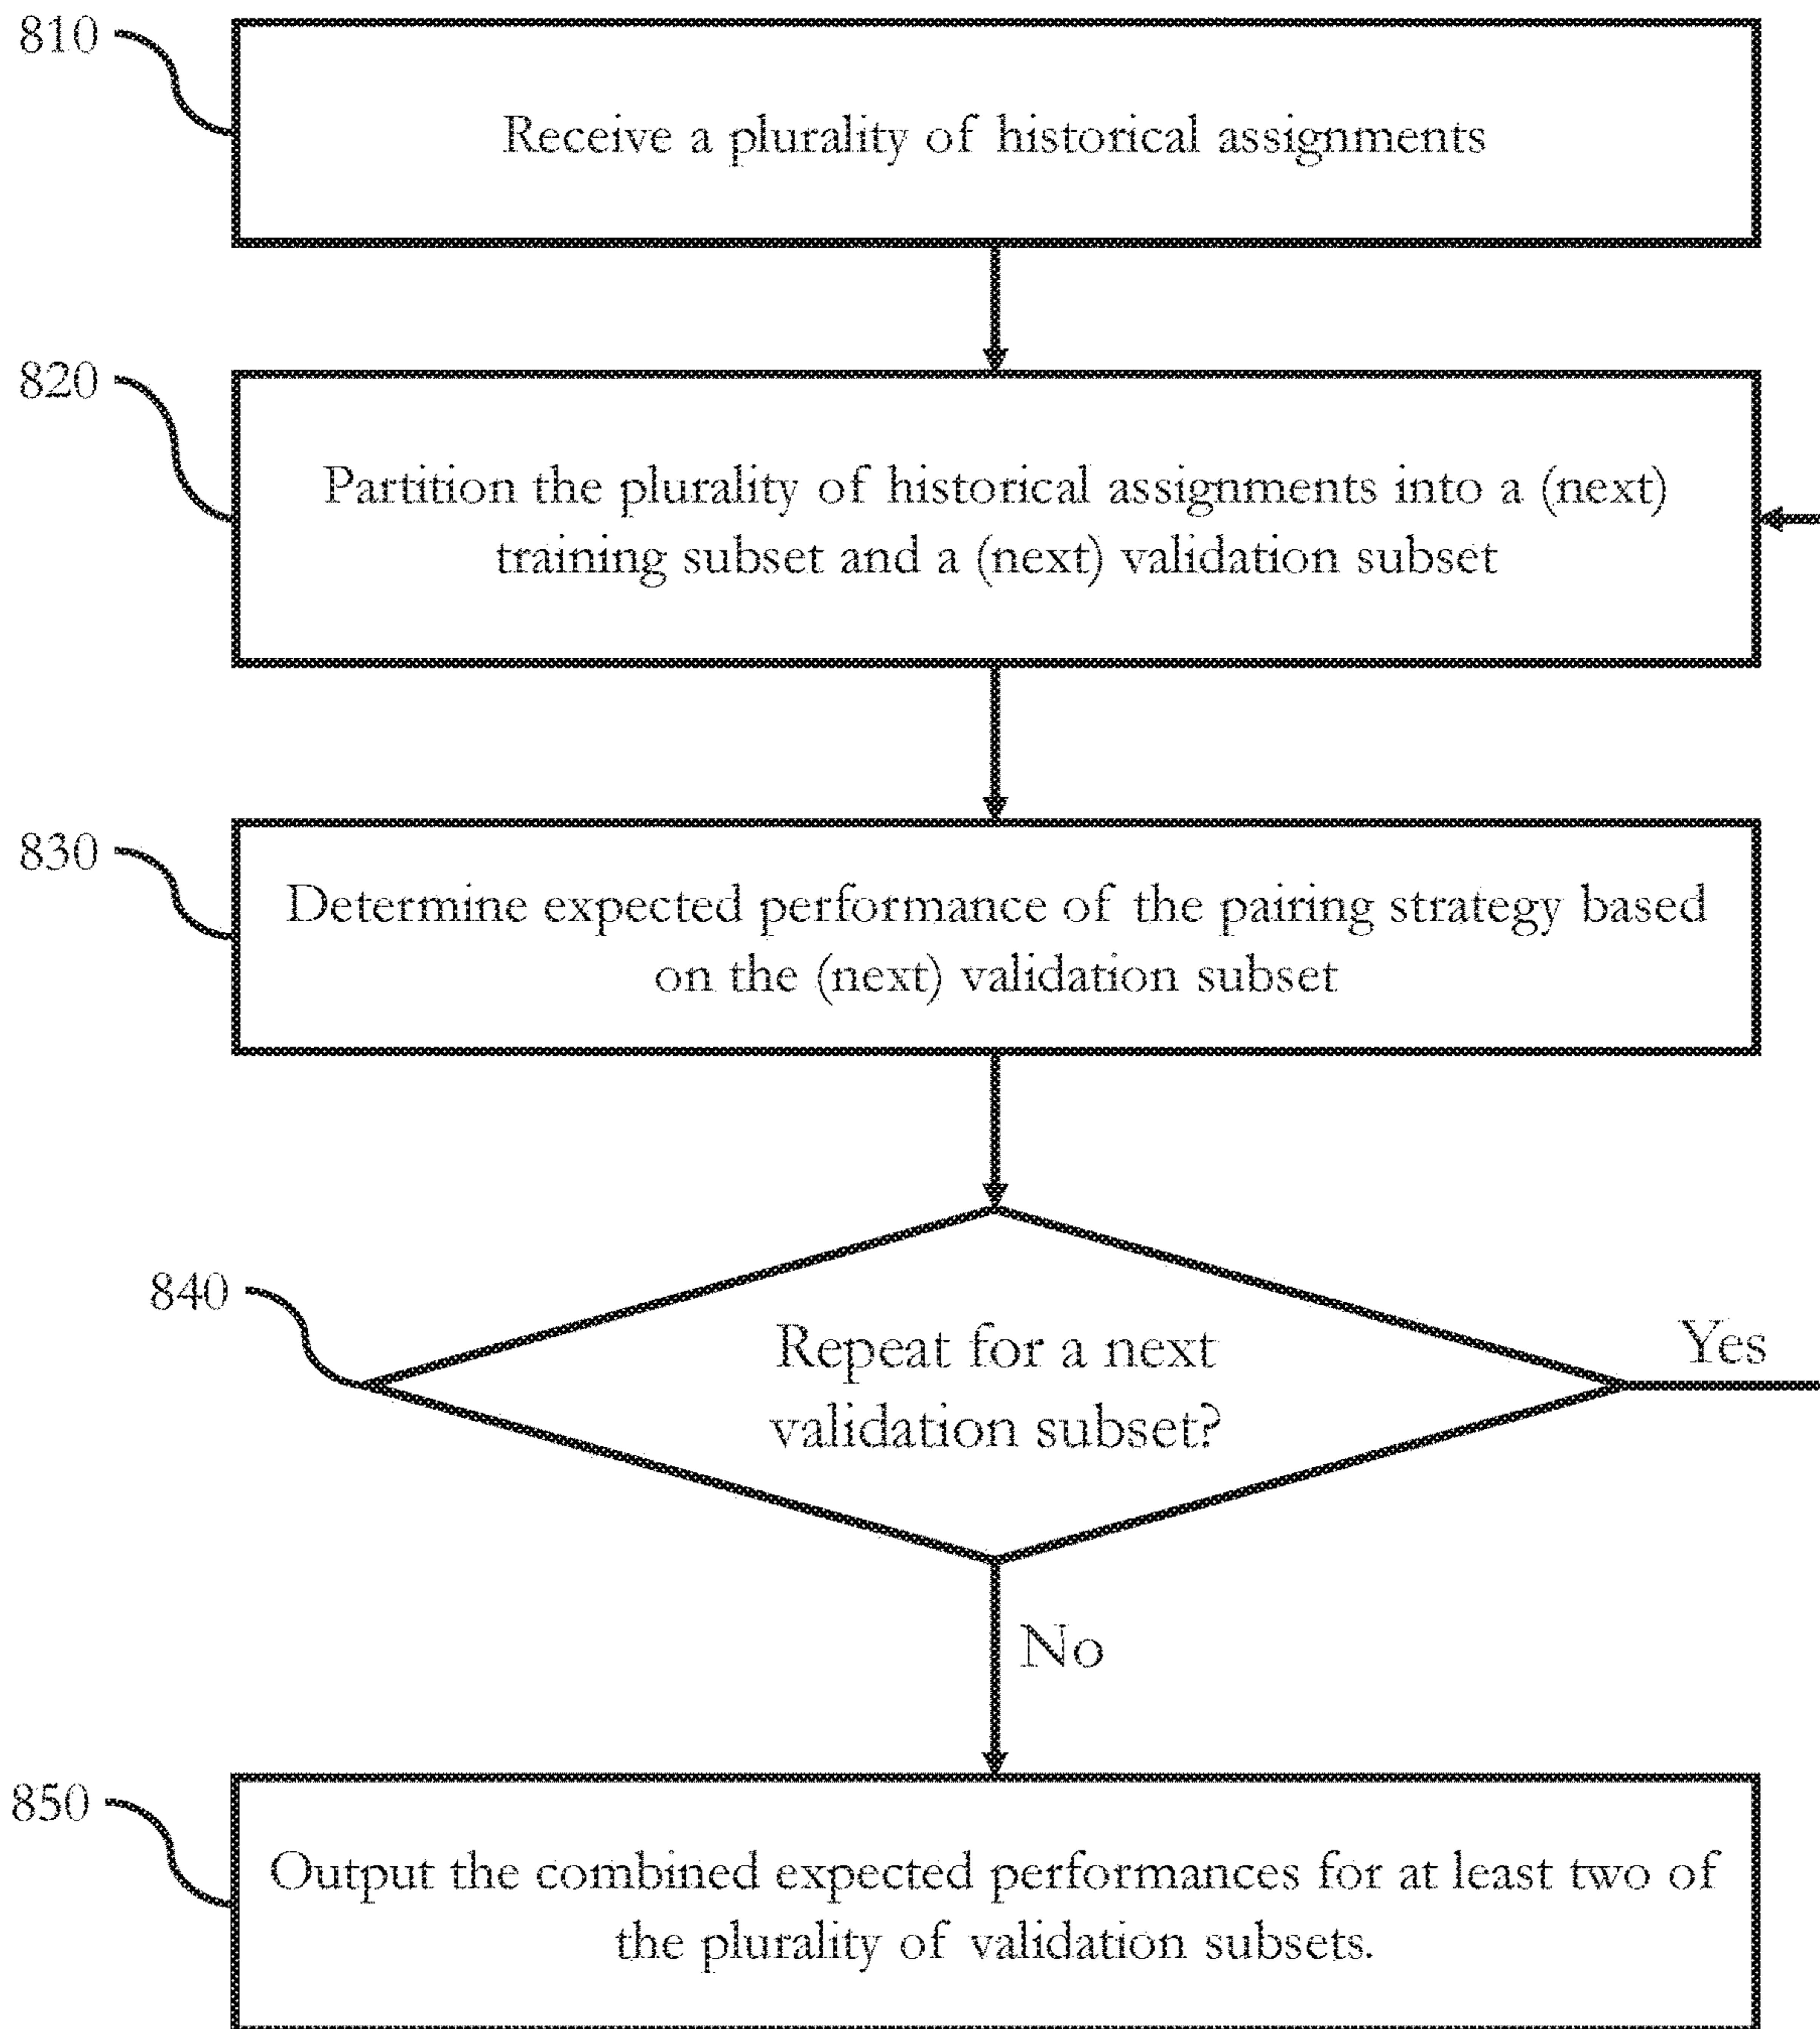 810
Receive a plurality of historical assignments
820
Partition the plurality of historical assignments into a (next)
training subset and a (next) validation subset
830
Determine expected performance of the pairing strategy based
on the (next) validation subset
840
Repeat for a next
validation subset?
Yes
No
850
Output the combined expected performances for at least two of
the plurality of validation subsets.